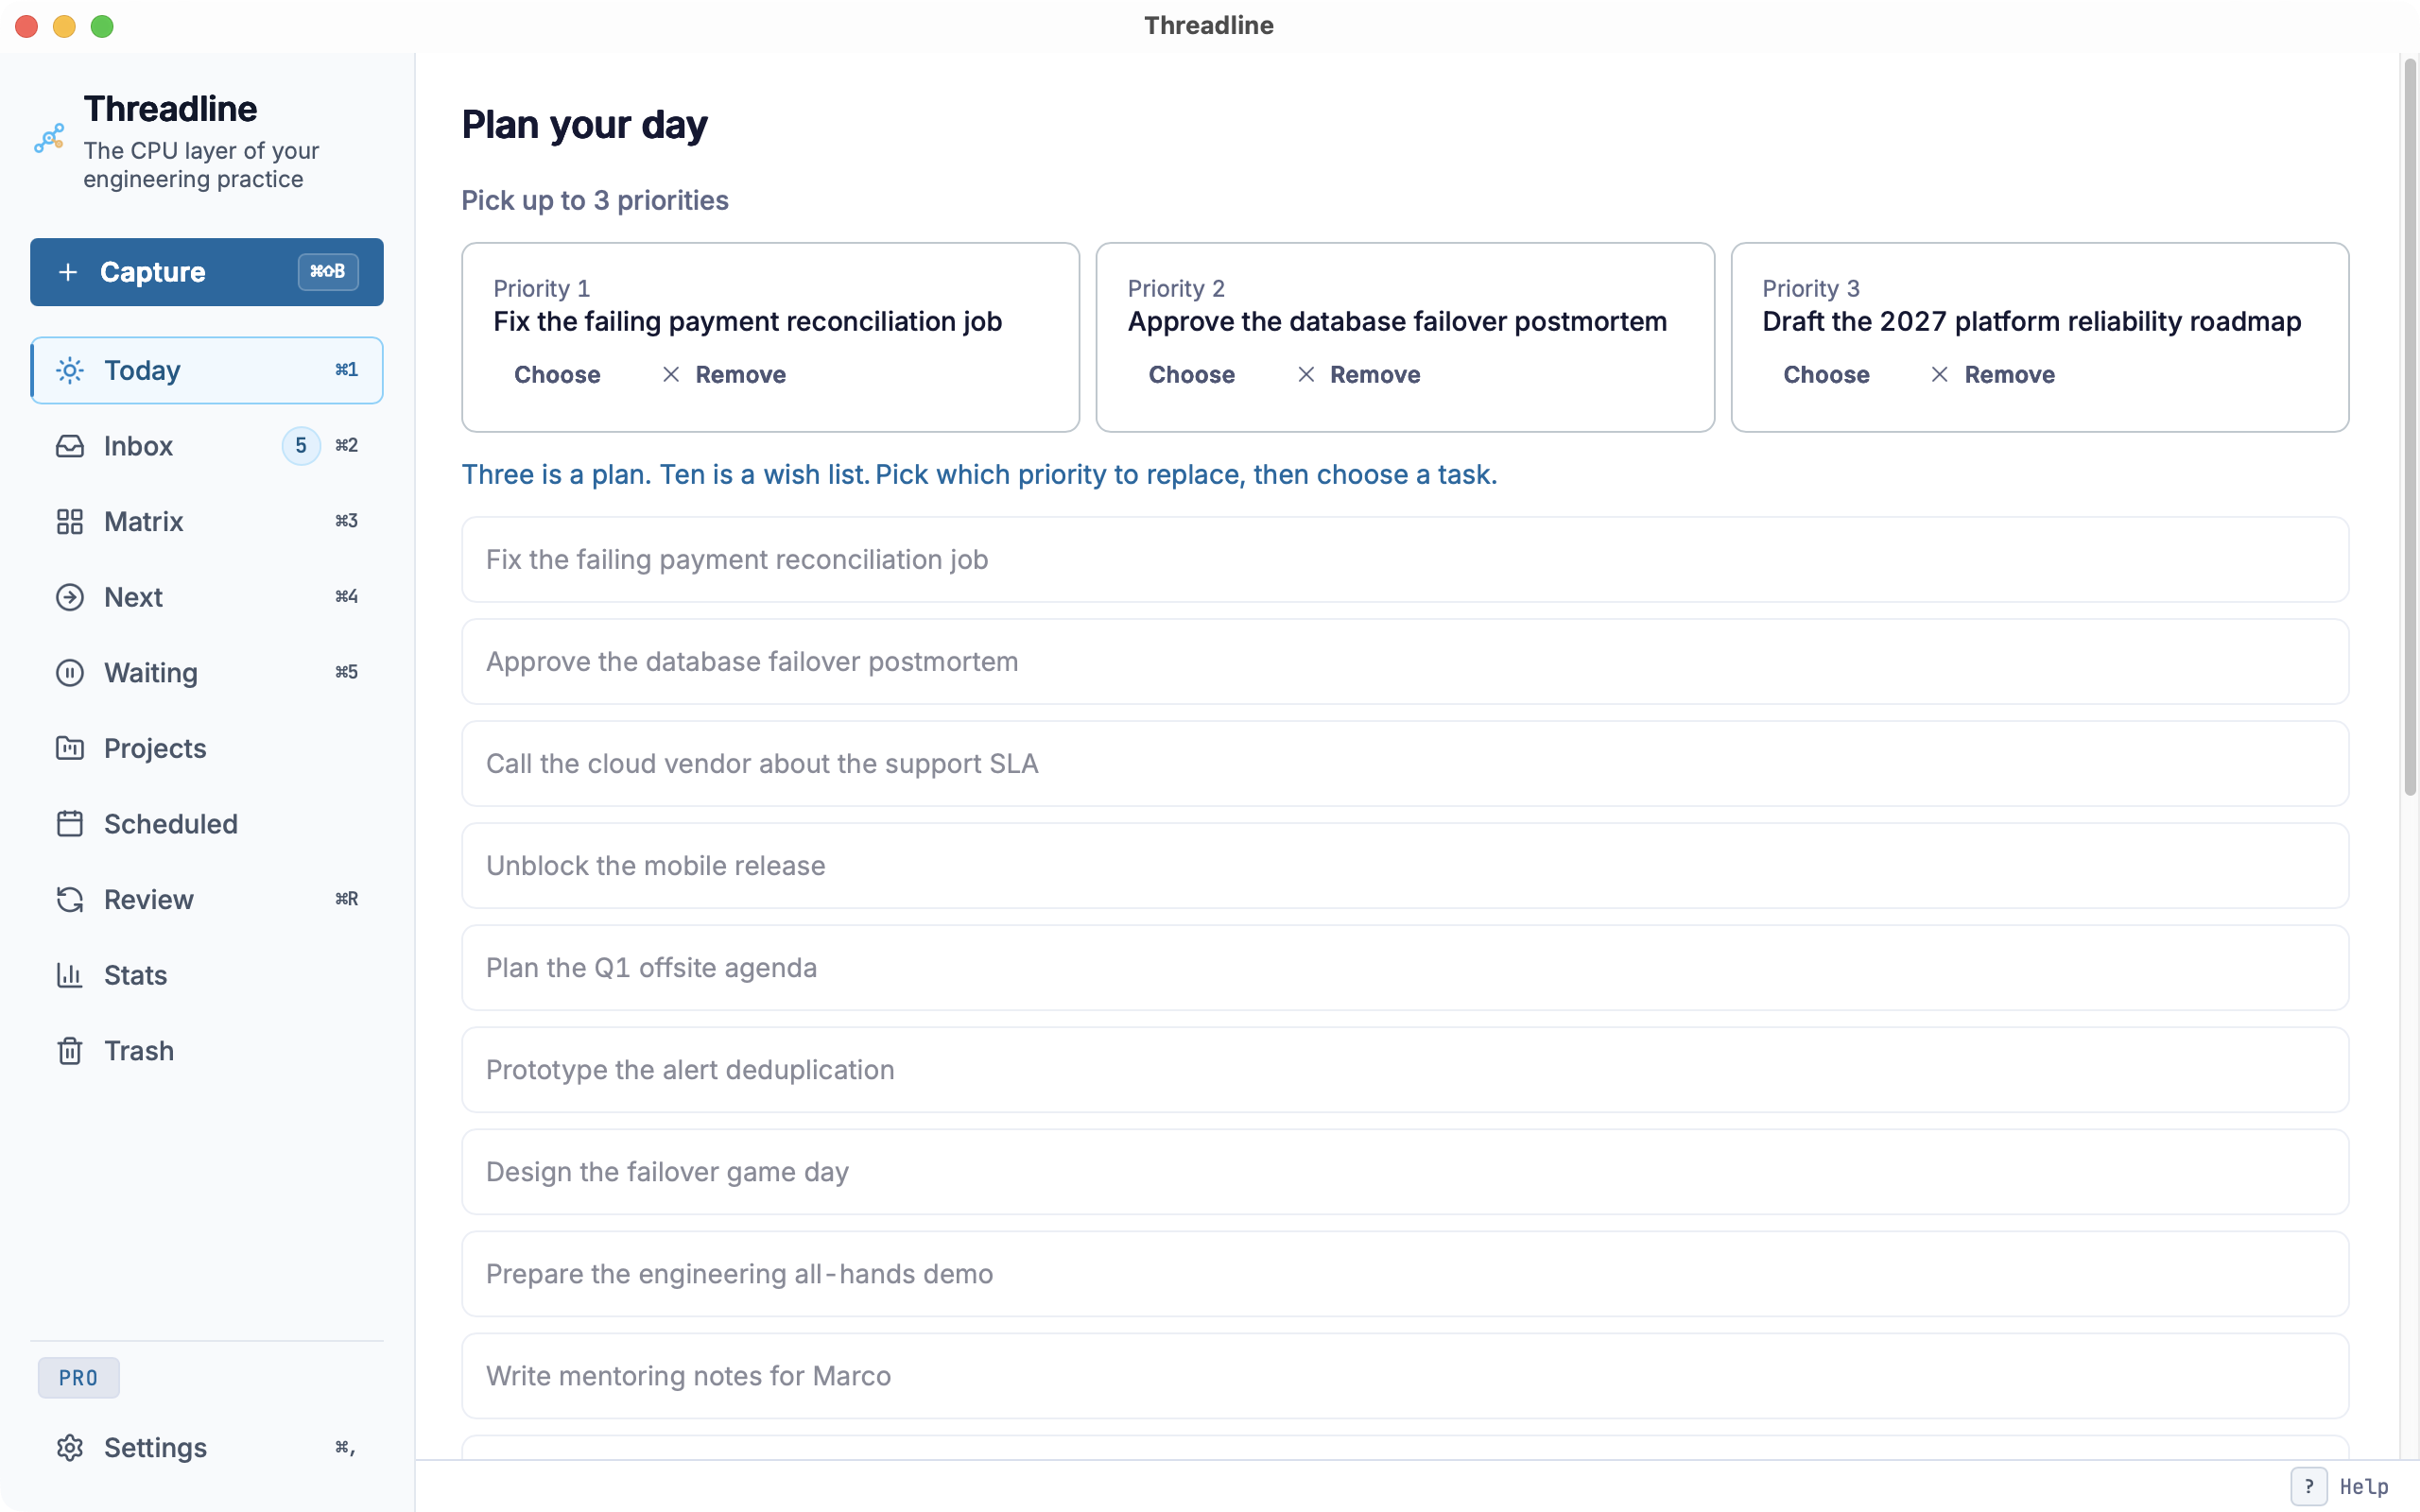 Threadline
Threadline
The CPU layer of your
engineering practice
Capture ⌘⇧B
Today ⌘1
Inbox 5 ⌘2
Matrix ⌘3
Next ⌘4
Waiting ⌘5
Projects
Scheduled
Review ⌘R
Stats
Trash
PRO
Settings ⌘,
Plan your day
Pick up to 3 priorities
Priority 1
Fix the failing payment reconciliation job
Choose × Remove
Priority 2
Approve the database failover postmortem
Choose × Remove
Priority 3
Draft the 2027 platform reliability roadmap
Choose × Remove
Three is a plan. Ten is a wish list. Pick which priority to replace, then choose a task.
Fix the failing payment reconciliation job
Approve the database failover postmortem
Call the cloud vendor about the support SLA
Unblock the mobile release
Plan the Q1 offsite agenda
Prototype the alert deduplication
Design the failover game day
Prepare the engineering all-hands demo
Write mentoring notes for Marco
? Help